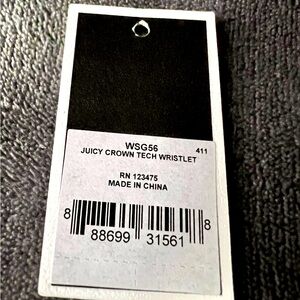 WSG56 411
JUICY CROWN TECH WRISTLET
RN 123475
MADE IN CHINA
8 88699 31561 8